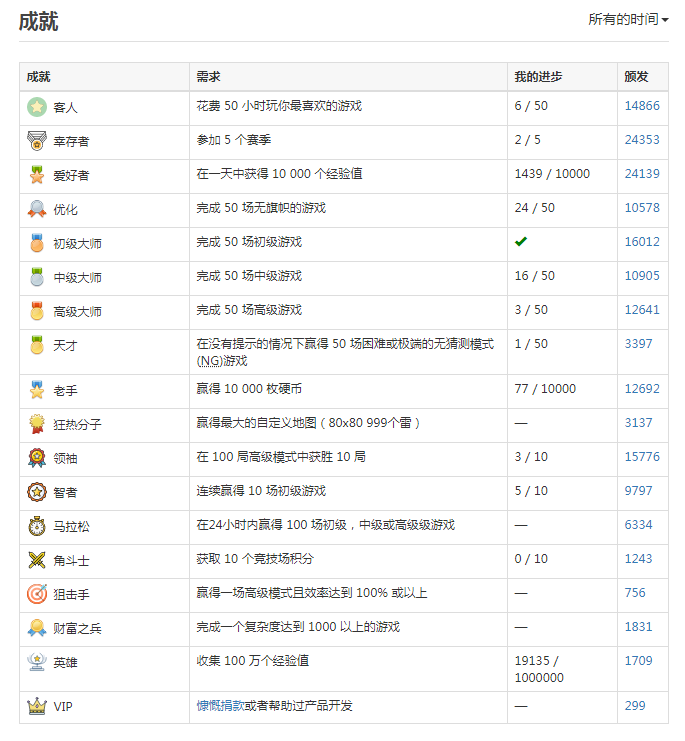 成就
所有的时间
成就 需求 我的进步 颁发
客人 花费 50 小时玩你最喜欢的游戏 6 / 50 14866
幸存者 参加 5 个赛季 2 / 5 24353
爱好者 在一天中获得 10 000 个经验值 1439 / 10000 24139
优化 完成 50 场无旗帜的游戏 24 / 50 10578
初级大师 完成 50 场初级游戏 16012
中级大师 完成 50 场中级游戏 16 / 50 10905
高级大师 完成 50 场高级游戏 3 / 50 12641
天才 在没有提示的情况下赢得 50 场困难或极端的无猜测模式 1 / 50 3397
(NG)游戏
老手 赢得 10 000 枚硬币 77 / 10000 12692
狂热分子 赢得最大的自定义地图（80x80 999个雷） — 3137
领袖 在 100 局高级模式中获胜 10 局 3 / 10 15776
智者 连续赢得 10 场初级游戏 5 / 10 9797
马拉松 在24小时内赢得 100 场初级，中级或高级级游戏 — 6334
角斗士 获取 10 个竞技场积分 0 / 10 1243
狙击手 赢得一场高级模式且效率达到 100% 或以上 — 756
财富之兵 完成一个复杂度达到 1000 以上的游戏 — 1831
英雄 收集 100 万个经验值 19135 / 1709
1000000
VIP 慷慨捐款或者帮助过产品开发 — 299